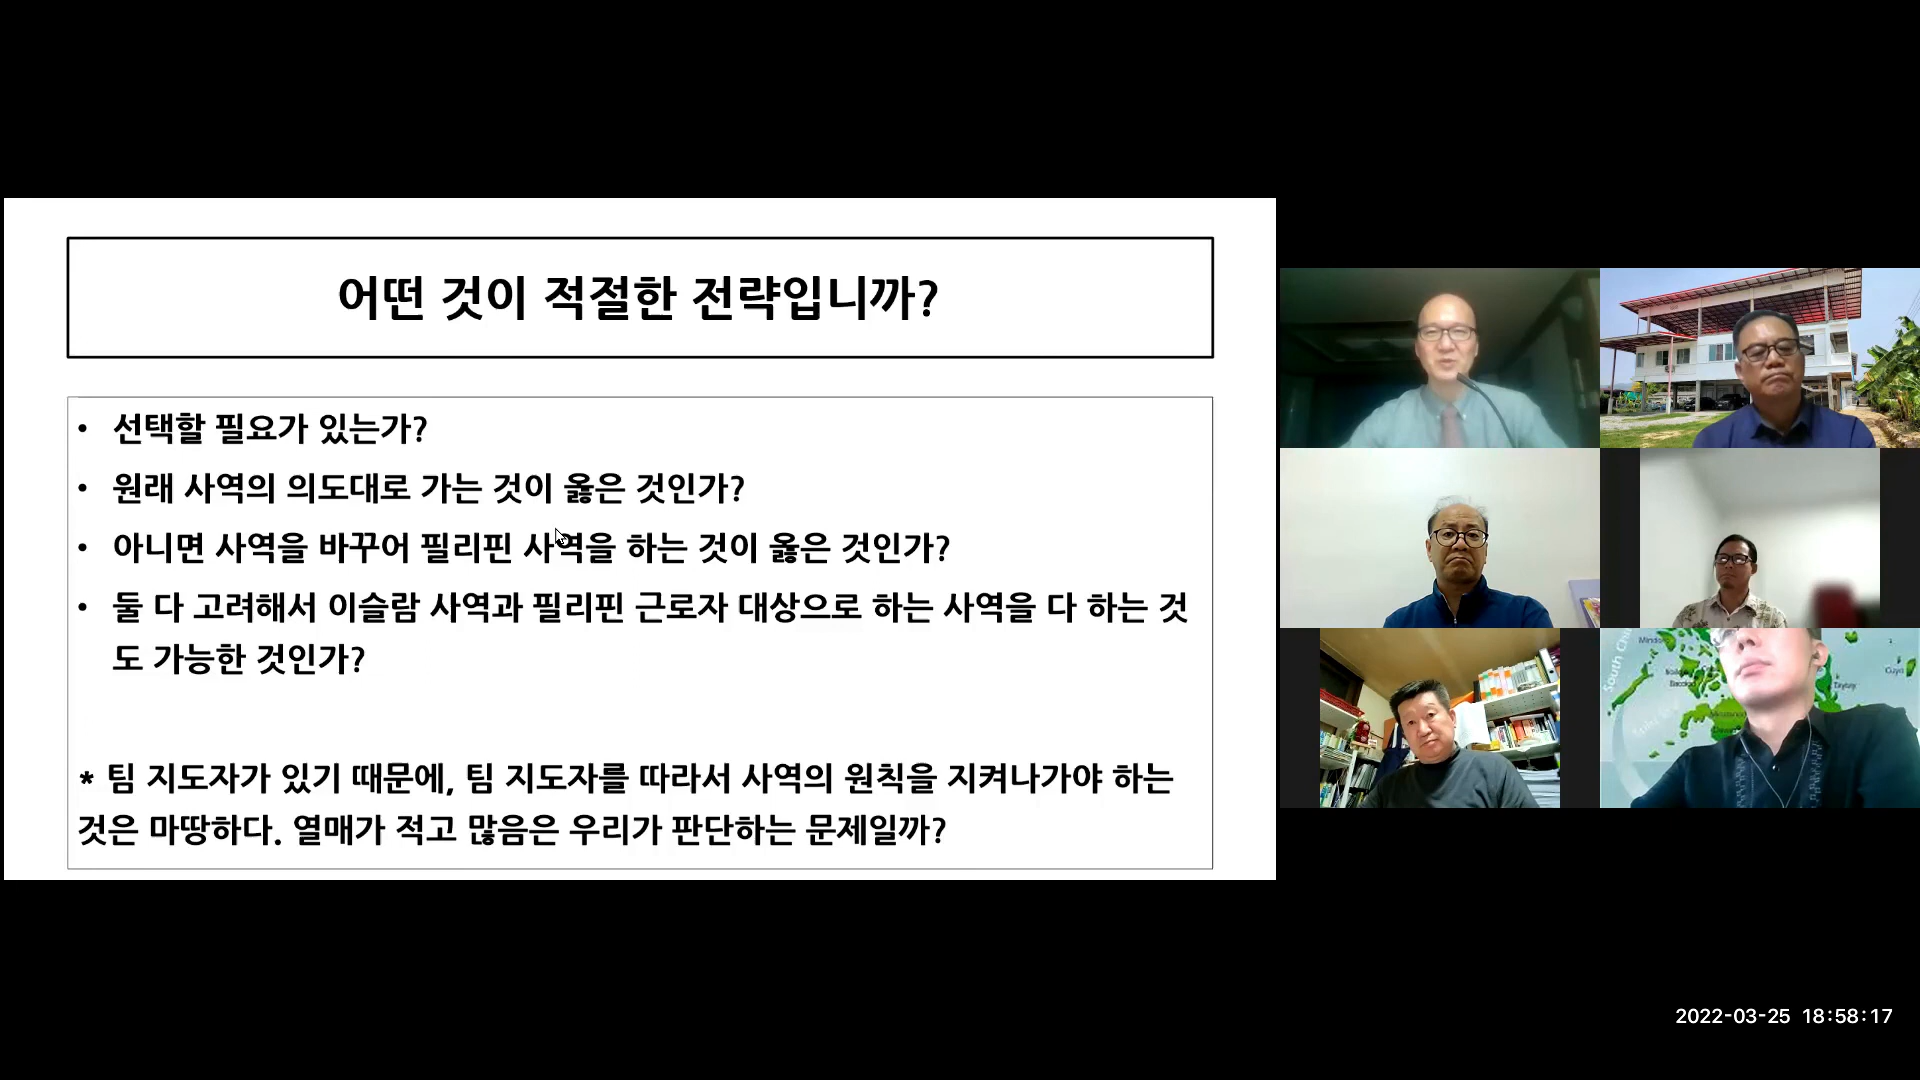 어떤 것이 적절한 전략입니까?
• 선택할 필요가 있는가?
• 원래 사역의 의도대로 가는 것이 옳은 것인가?
• 아니면 사역을 바꾸어 필리핀 사역을 하는 것이 옳은 것인가?
• 둘 다 고려해서 이슬람 사역과 필리핀 근로자 대상으로 하는 사역을 다 하는 것
도 가능한 것인가?
* 팀 지도자가 있기 때문에, 팀 지도자를 따라서 사역의 원칙을 지켜나가야 하는
것은 마땅하다. 열매가 적고 많음은 우리가 판단하는 문제일까?
South
2022-03-25 18:58:17